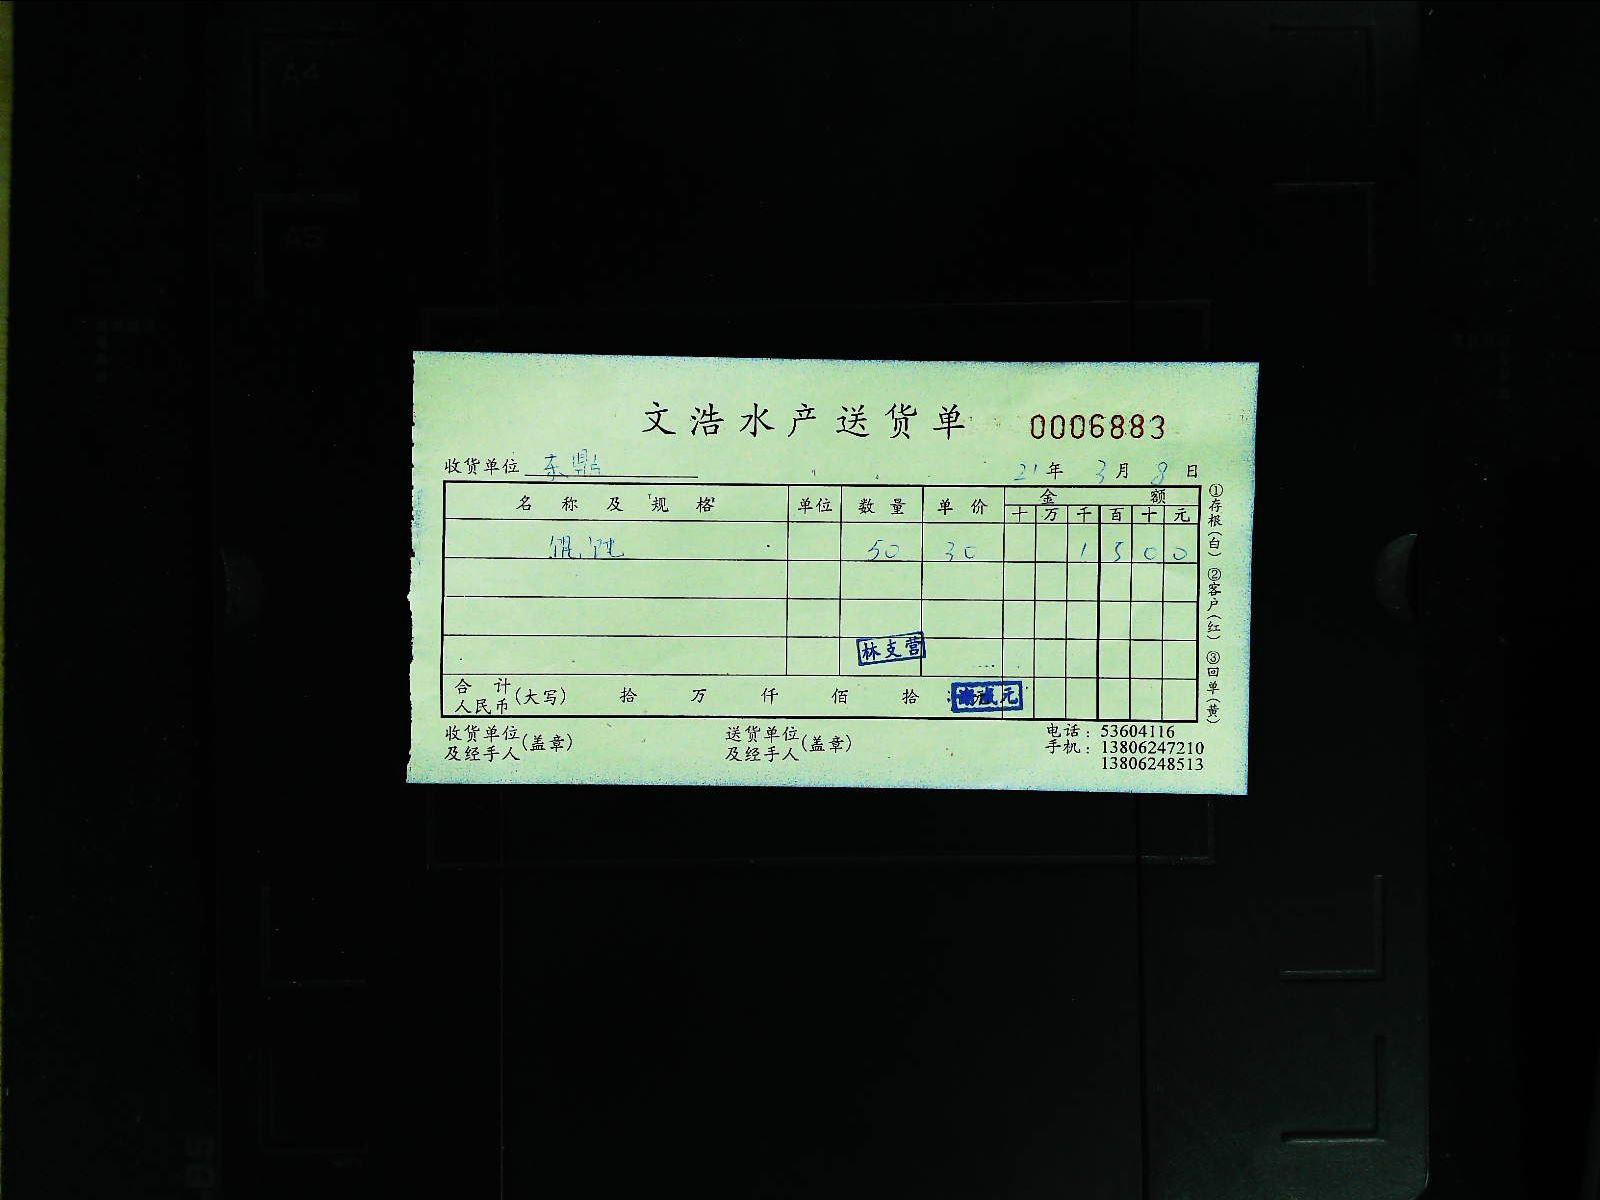 文浩水产送货单 0006883
收货单位 东鼎 21年 3月 8日
名称及规格 单位 数量 单价 金额
十 万 千 百 十 元
50 30 1 5 0 0
林支营
合计人民币(大写) 拾 万 仟 佰 拾 元
收货单位及经手人(盖章) 送货单位及经手人(盖章) 电话:53604116
手机:13806247210
13806248513
①存根(白) ②客户(红) ③回单(黄)
A4
A5